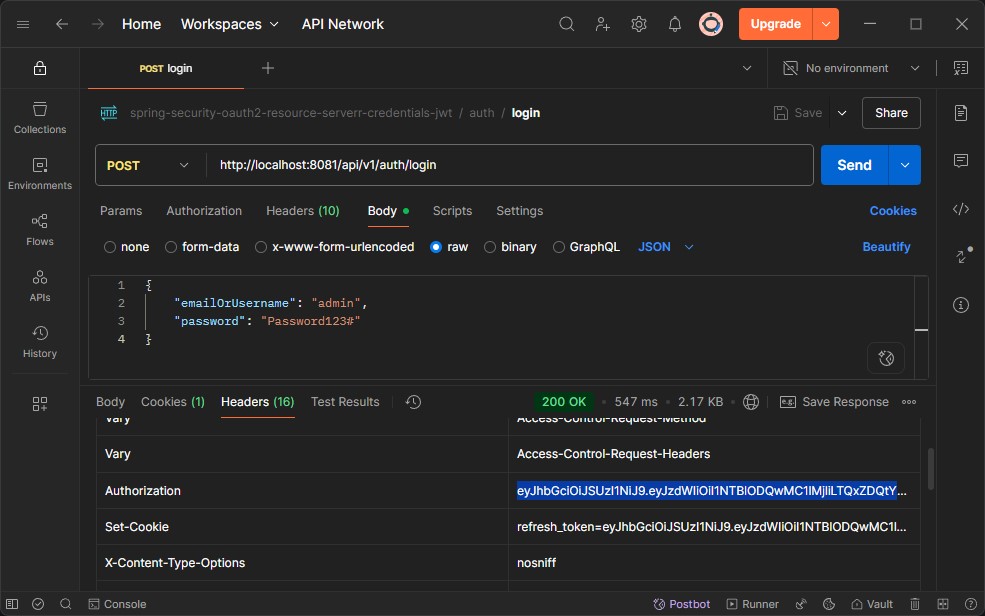 Home Workspaces API Network Upgrade
POST login No environment
HTTP spring-security-oauth2-resource-serverr-credentials-jwt / auth / login Save Share
Collections
POST http://localhost:8081/api/v1/auth/login Send
Environments
Params Authorization Headers (10) Body Scripts Settings Cookies
Flows
none form-data x-www-form-urlencoded raw binary GraphQL JSON Beautify
APIs
1 {
2 "emailOrUsername": "admin",
3 "password": "Password123#"
4 }
History
Body Cookies (1) Headers (16) Test Results 200 OK 547 ms 2.17 KB e.g. Save Response
Vary Access-Control-Request-Method
Vary Access-Control-Request-Headers
Authorization eyJhbGciOiJSUzI1NiJ9.eyJzdWIiOiI1NTBlODQwMC1lMjliLTQxZDQtY...
Set-Cookie refresh_token=eyJhbGciOiJSUzI1NiJ9.eyJzdWIiOiI1NTBlODQwMC1l...
X-Content-Type-Options nosniff
Console Postbot Runner Vault